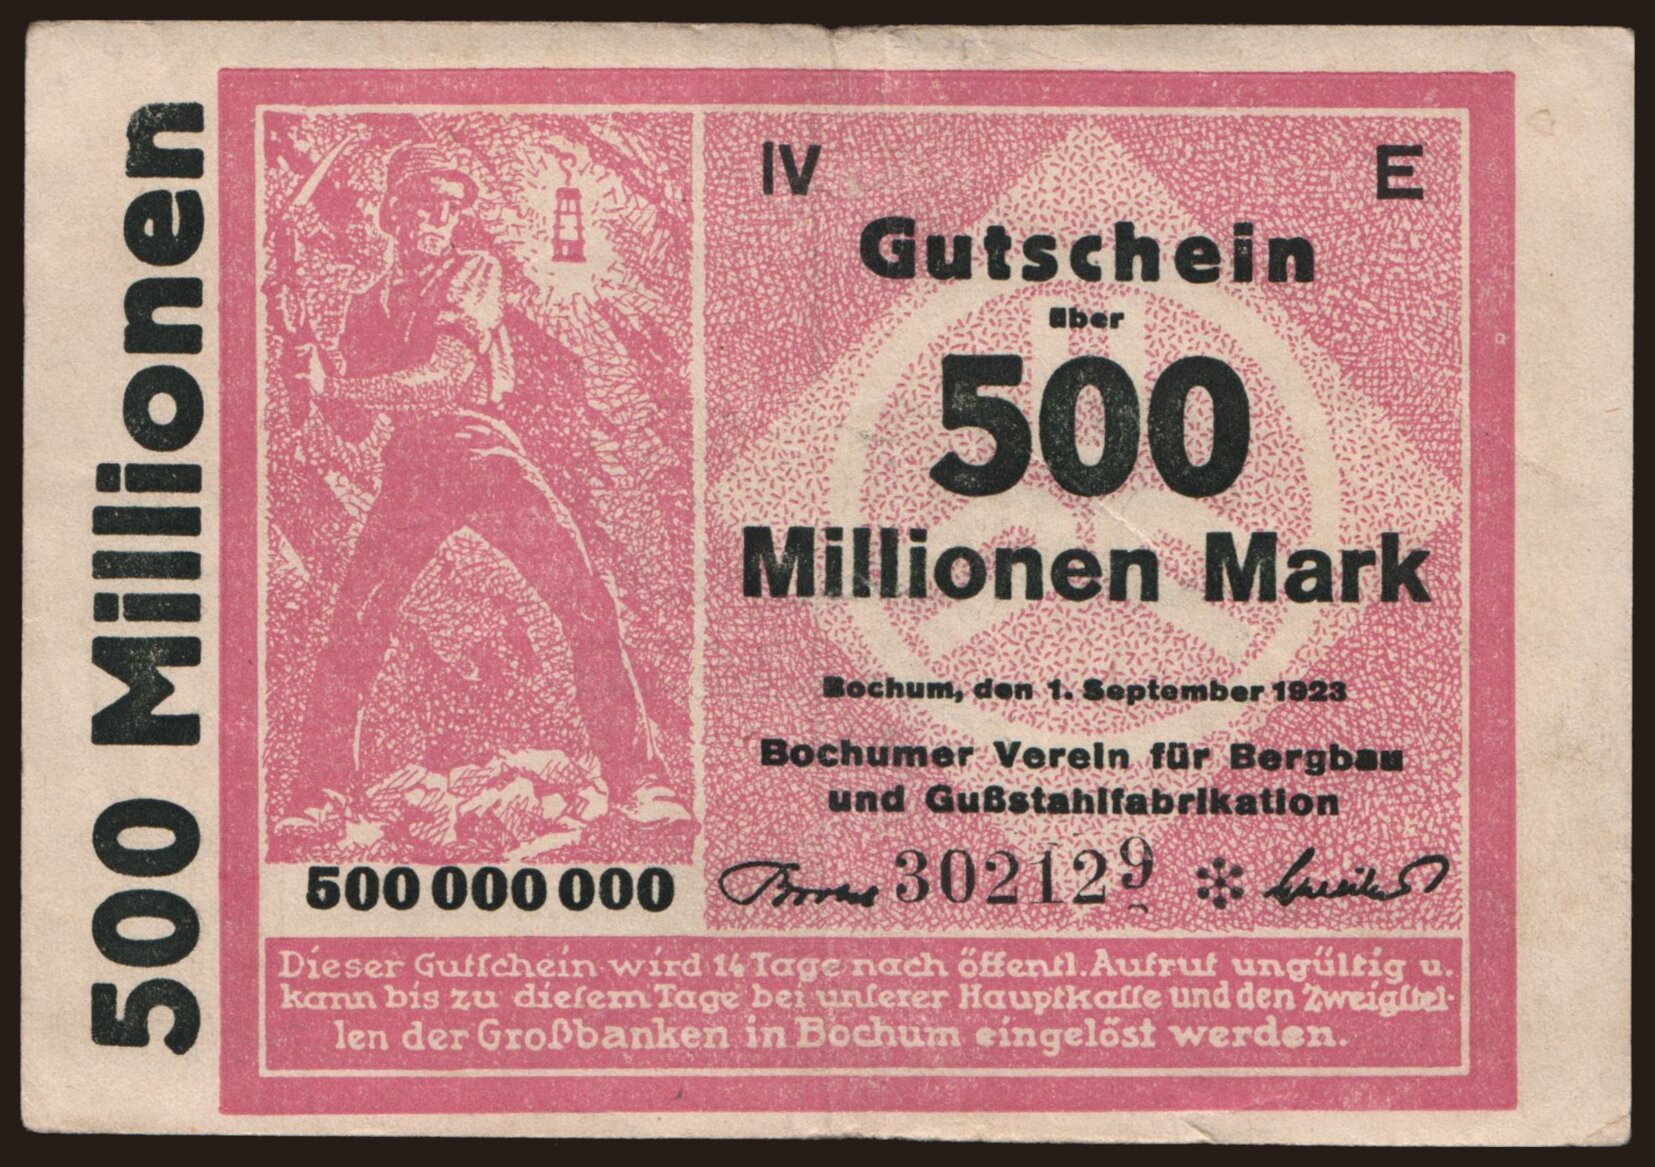 500 Millionen
IV E
Gutschein
über
500
Millionen Mark
Bochum, den 1. September 1923
Bochumer Verein für Bergbau
und Gußstahlfabrikation
500 000 000
302129 *
Dieser Gutschein wird 14 Tage nach öffentl. Aufruf ungültig u.
kann bis zu diesem Tage bei unserer Hauptkasse und den Zweigstel-
len der Großbanken in Bochum eingelöst werden.